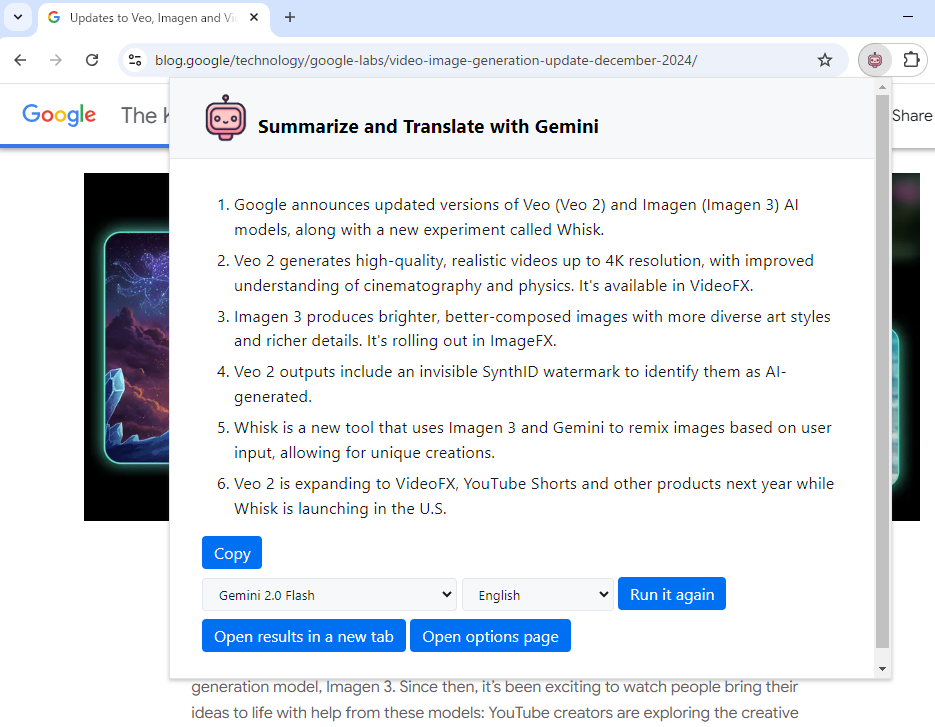 Updates to Veo, Imagen and Vi
blog.google/technology/google-labs/video-image-generation-update-december-2024/
Google The
Share
Summarize and Translate with Gemini
1. Google announces updated versions of Veo (Veo 2) and Imagen (Imagen 3) AI
models, along with a new experiment called Whisk.
2. Veo 2 generates high-quality, realistic videos up to 4K resolution, with improved
understanding of cinematography and physics. It's available in VideoFX.
3. Imagen 3 produces brighter, better-composed images with more diverse art styles
and richer details. It's rolling out in ImageFX.
4. Veo 2 outputs include an invisible SynthID watermark to identify them as AI-
generated.
5. Whisk is a new tool that uses Imagen 3 and Gemini to remix images based on user
input, allowing for unique creations.
6. Veo 2 is expanding to VideoFX, YouTube Shorts and other products next year while
Whisk is launching in the U.S.
Copy
Gemini 2.0 Flash English Run it again
Open results in a new tab Open options page
generation model, Imagen 3. Since then, it's been exciting to watch people bring their
ideas to life with help from these models: YouTube creators are exploring the creative